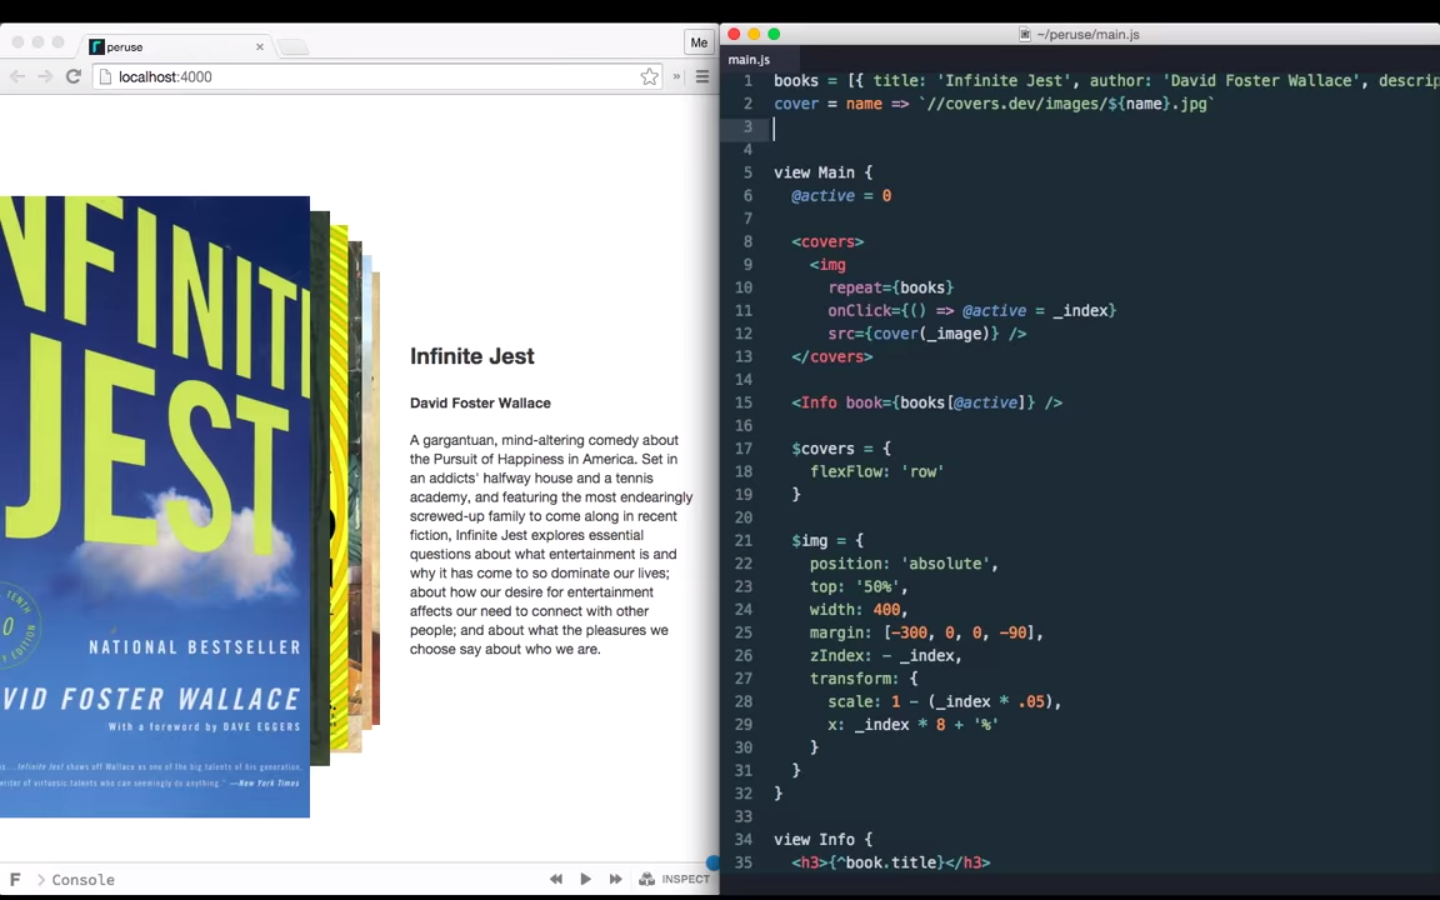 peruse
Me
localhost:4000
NFINIT
JEST
TENTH
0
EDITION
NATIONAL BESTSELLER
VID FOSTER WALLACE
With a foreword by DAVE EGGERS
Infinite Jest shows off Wallace as one of the big talents of his generation,
writer of virtuosic talents who can seemingly do anything." —New York Times
Infinite Jest
David Foster Wallace
A gargantuan, mind-altering comedy about
the Pursuit of Happiness in America. Set in
an addicts' halfway house and a tennis
academy, and featuring the most endearingly
screwed-up family to come along in recent
fiction, Infinite Jest explores essential
questions about what entertainment is and
why it has come to so dominate our lives;
about how our desire for entertainment
affects our need to connect with other
people; and about what the pleasures we
choose say about who we are.
F > Console
INSPECT
~/peruse/main.js
main.js
1 books = [{ title: 'Infinite Jest', author: 'David Foster Wallace', descrip
2 cover = name => `//covers.dev/images/${name}.jpg`
3
4
5 view Main {
6 @active = 0
7
8 <covers>
9 <img
10 repeat={books}
11 onClick={() => @active = _index}
12 src={cover(_image)} />
13 </covers>
14
15 <Info book={books[@active]} />
16
17 $covers = {
18 flexFlow: 'row'
19 }
20
21 $img = {
22 position: 'absolute',
23 top: '50%',
24 width: 400,
25 margin: [-300, 0, 0, -90],
26 zIndex: - _index,
27 transform: {
28 scale: 1 - (_index * .05),
29 x: _index * 8 + '%'
30 }
31 }
32 }
33
34 view Info {
35 <h3>{^book.title}</h3>